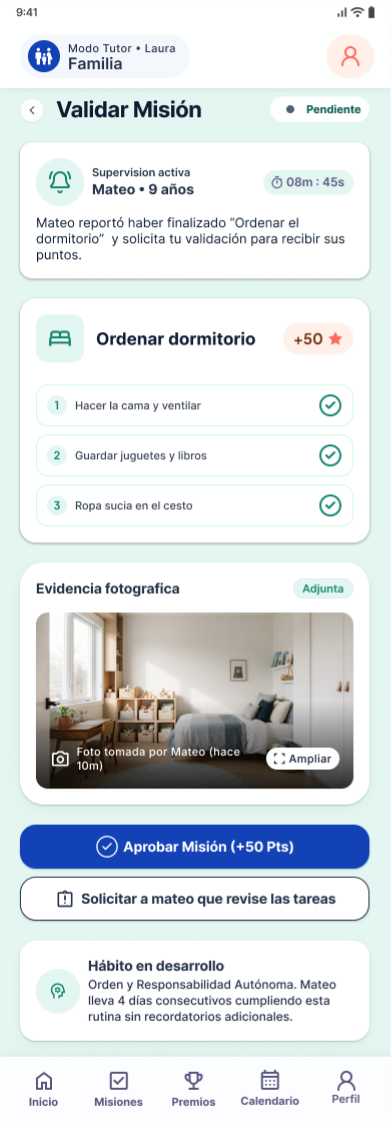 9:41
Modo Tutor • Laura
Familia
Validar Misión
Pendiente
Supervision activa
Mateo • 9 años
08m : 45s
Mateo reportó haber finalizado “Ordenar el
dormitorio” y solicita tu validación para recibir sus
puntos.
Ordenar dormitorio
+50
1 Hacer la cama y ventilar
2 Guardar juguetes y libros
3 Ropa sucia en el cesto
Evidencia fotografica
Adjunta
Foto tomada por Mateo (hace
10m)
Ampliar
Aprobar Misión (+50 Pts)
Solicitar a mateo que revise las tareas
Hábito en desarrollo
Orden y Responsabilidad Autónoma. Mateo
lleva 4 días consecutivos cumpliendo esta
rutina sin recordatorios adicionales.
Inicio
Misiones
Premios
Calendario
Perfil